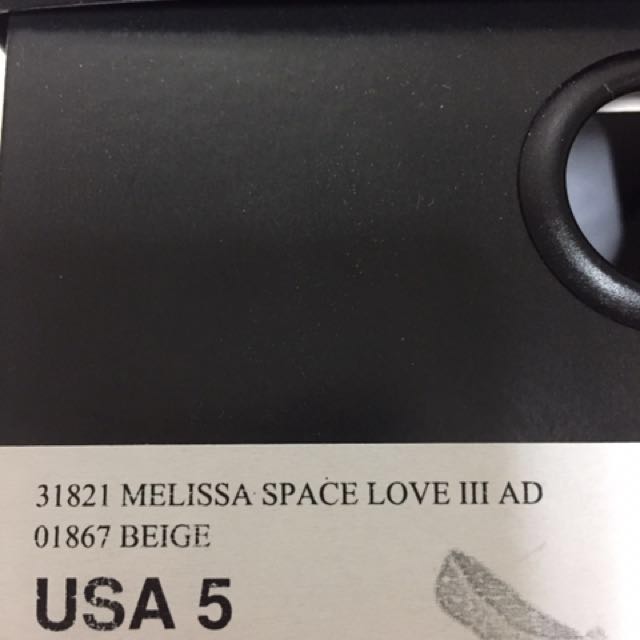 31821 MELISSA SPACE LOVE III AD
01867 BEIGE
USA 5